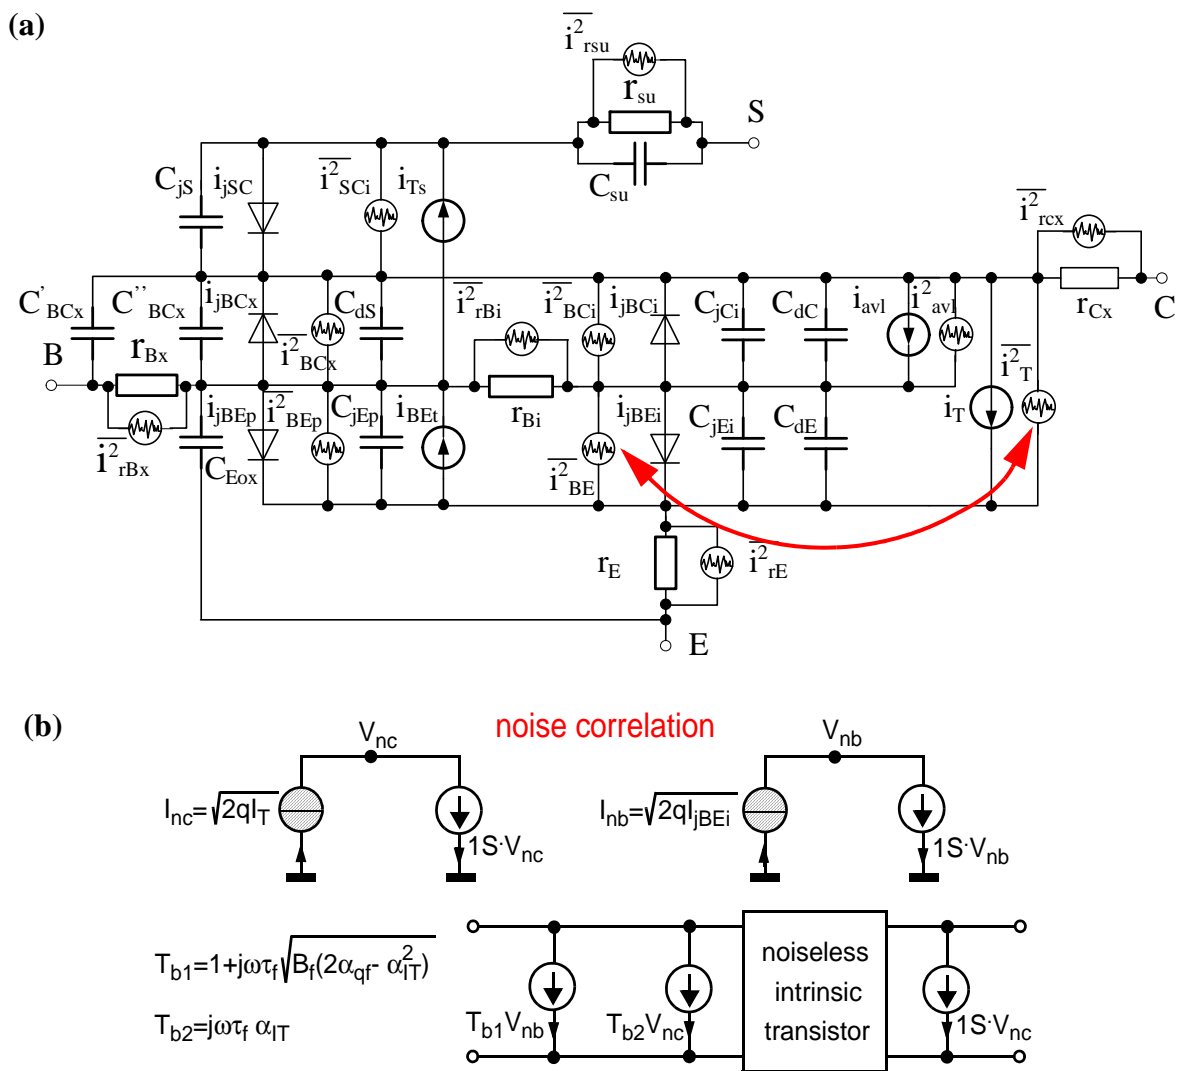 (a)
i²rsu
rsu
S
Csu
CjS
ijSC
i²SCi
iTs
i²rcx
rCx
C
C'BCx
C''BCx
ijBCx
i²BCx
CdS
i²rBi
i²BCi
ijBCi
CjCi
CdC
iavl
i²avl
B
rBx
i²rBx
ijBEp
CEox
i²BEp
CjEp
iBEt
rBi
i²BE
ijBEi
CjEi
CdE
iT
i²T
rE
i²rE
E
(b)
noise correlation
Vnc
Vnb
Inc=√2qIT
1S·Vnc
Inb=√2qIjBEi
1S·Vnb
Tb1=1+jωτf√Bf(2αqf- α²IT)
Tb2=jωτf αIT
Tb1Vnb
Tb2Vnc
noiseless
intrinsic
transistor
1S·Vnc